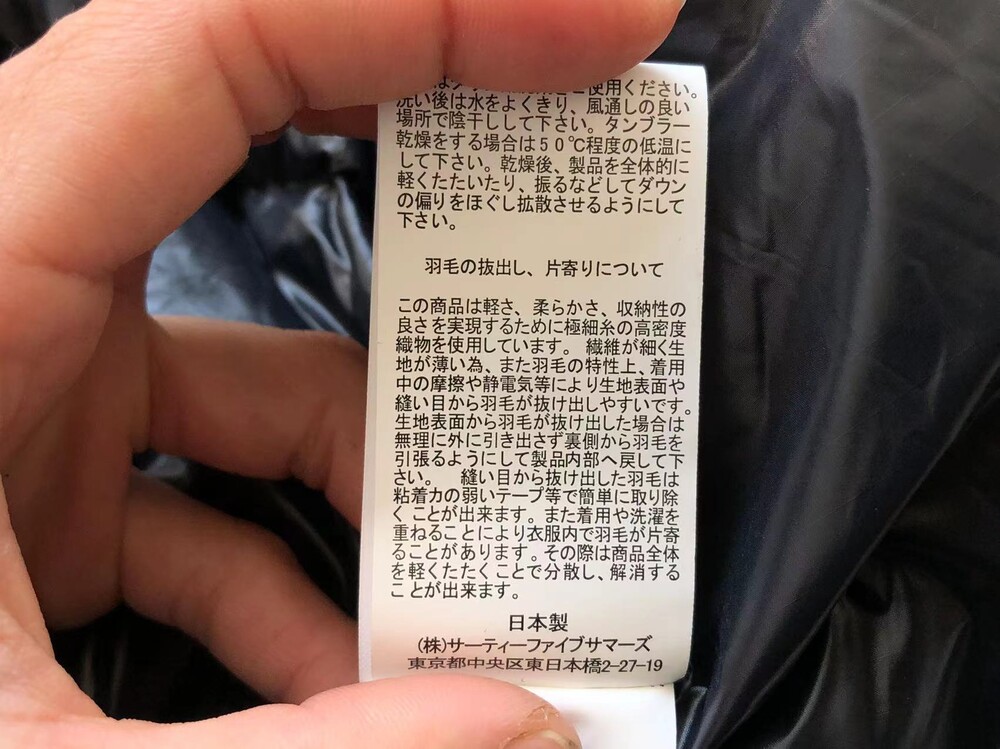 使用ください。
洗い後は水をよくきり、風通しの良い
場所で陰干しして下さい。タンブラー
乾燥をする場合は50℃程度の低温に
して下さい。乾燥後、製品を全体的に
軽くたたいたり、振るなどしてダウン
の偏りをほぐし拡散させるようにして
下さい。
羽毛の抜出し、片寄りについて
この商品は軽さ、柔らかさ、収納性の
良さを実現するために極細糸の高密度
織物を使用しています。 繊維が細く生
地が薄い為、また羽毛の特性上、着用
中の摩擦や静電気等により生地表面や
縫い目から羽毛が抜け出しやすいです。
生地表面から羽毛が抜け出した場合は
無理に外に引き出さず裏側から羽毛を
引張るようにして製品内部へ戻して下
さい。 縫い目から抜け出した羽毛は
粘着力の弱いテープ等で簡単に取り除
くことが出来ます。また着用や洗濯を
重ねることにより衣服内で羽毛が片寄
ることがあります。その際は商品全体
を軽くたたくことで分散し、解消する
ことが出来ます。
日本製
(株)サーティーファイブサマーズ
東京都中央区東日本橋2-27-19